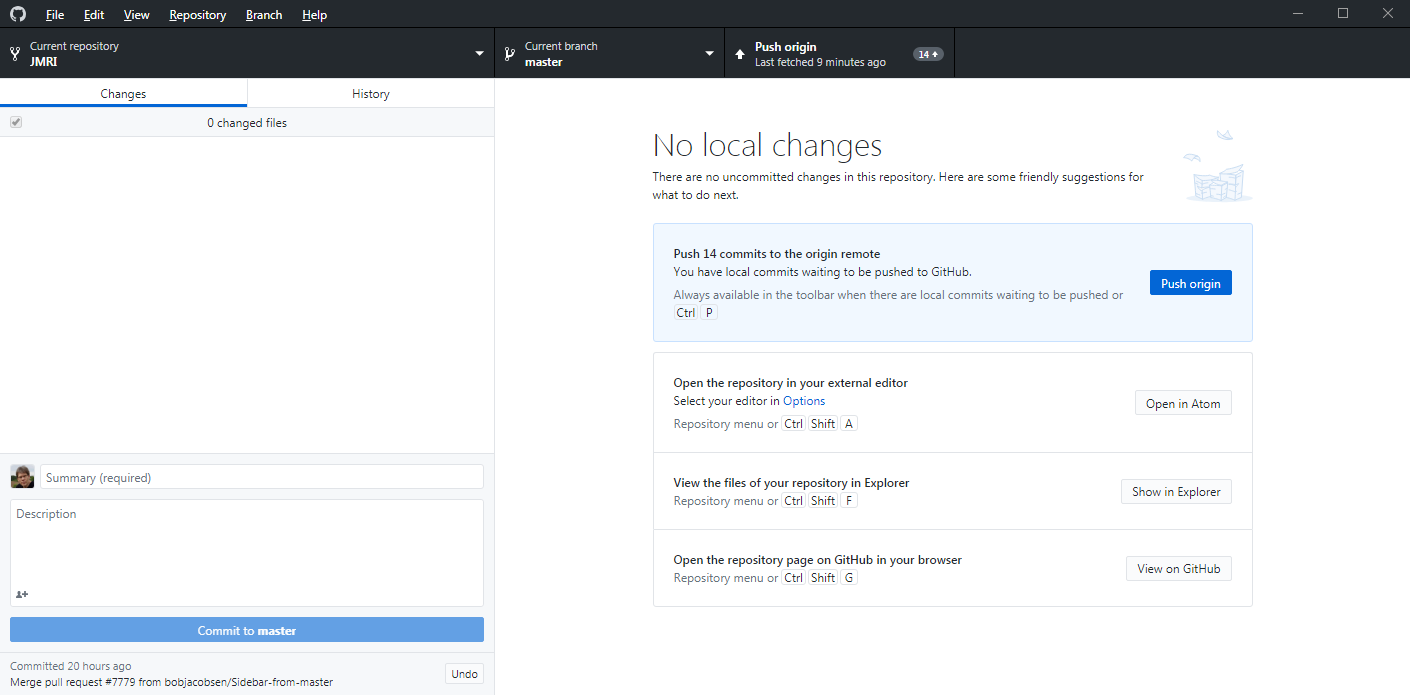 File Edit View Repository Branch Help
Current repository
JMRI
Current branch
master
Push origin
Last fetched 9 minutes ago
14
Changes History
0 changed files
No local changes
There are no uncommitted changes in this repository. Here are some friendly suggestions for
what to do next.
Push 14 commits to the origin remote
You have local commits waiting to be pushed to GitHub.
Always available in the toolbar when there are local commits waiting to be pushed or
Ctrl P
Push origin
Open the repository in your external editor
Select your editor in Options
Repository menu or Ctrl Shift A
Open in Atom
View the files of your repository in Explorer
Repository menu or Ctrl Shift F
Show in Explorer
Open the repository page on GitHub in your browser
Repository menu or Ctrl Shift G
View on GitHub
Summary (required)
Description
Commit to master
Committed 20 hours ago
Merge pull request #7779 from bobjacobsen/Sidebar-from-master
Undo